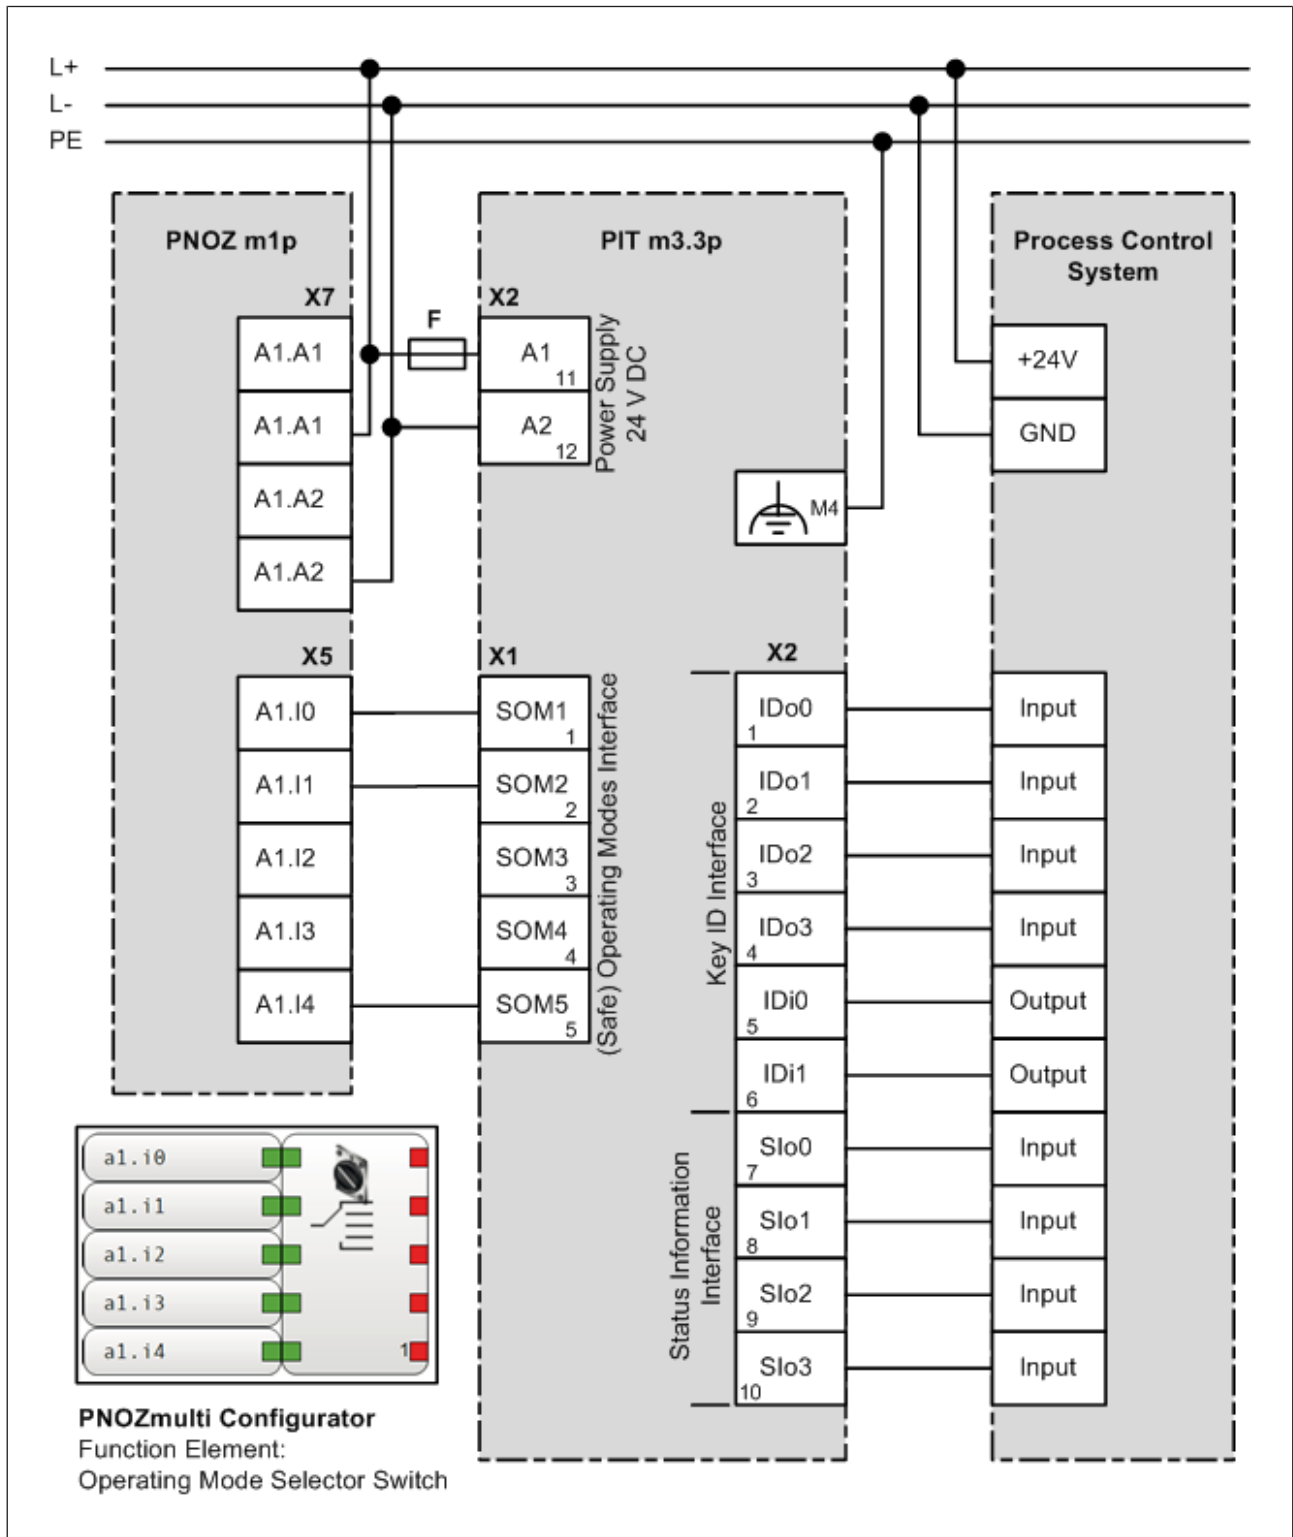 L+
L-
PE
PNOZ m1p
PIT m3.3p
Process Control
System
X7
A1.A1
A1.A1
A1.A2
A1.A2
F
X2
A1
11
A2
12
Power Supply
24 V DC
M4
+24V
GND
X5
A1.I0
A1.I1
A1.I2
A1.I3
A1.I4
X1
SOM1
1
SOM2
2
SOM3
3
SOM4
4
SOM5
5
(Safe) Operating Modes Interface
X2
Key ID Interface
IDo0
1
IDo1
2
IDo2
3
IDo3
4
IDi0
5
IDi1
6
Status Information
Interface
SIo0
7
SIo1
8
SIo2
9
SIo3
10
Input
Input
Input
Input
Output
Output
Input
Input
Input
Input
a1.i0
a1.i1
a1.i2
a1.i3
a1.i4
1
PNOZmulti Configurator
Function Element:
Operating Mode Selector Switch